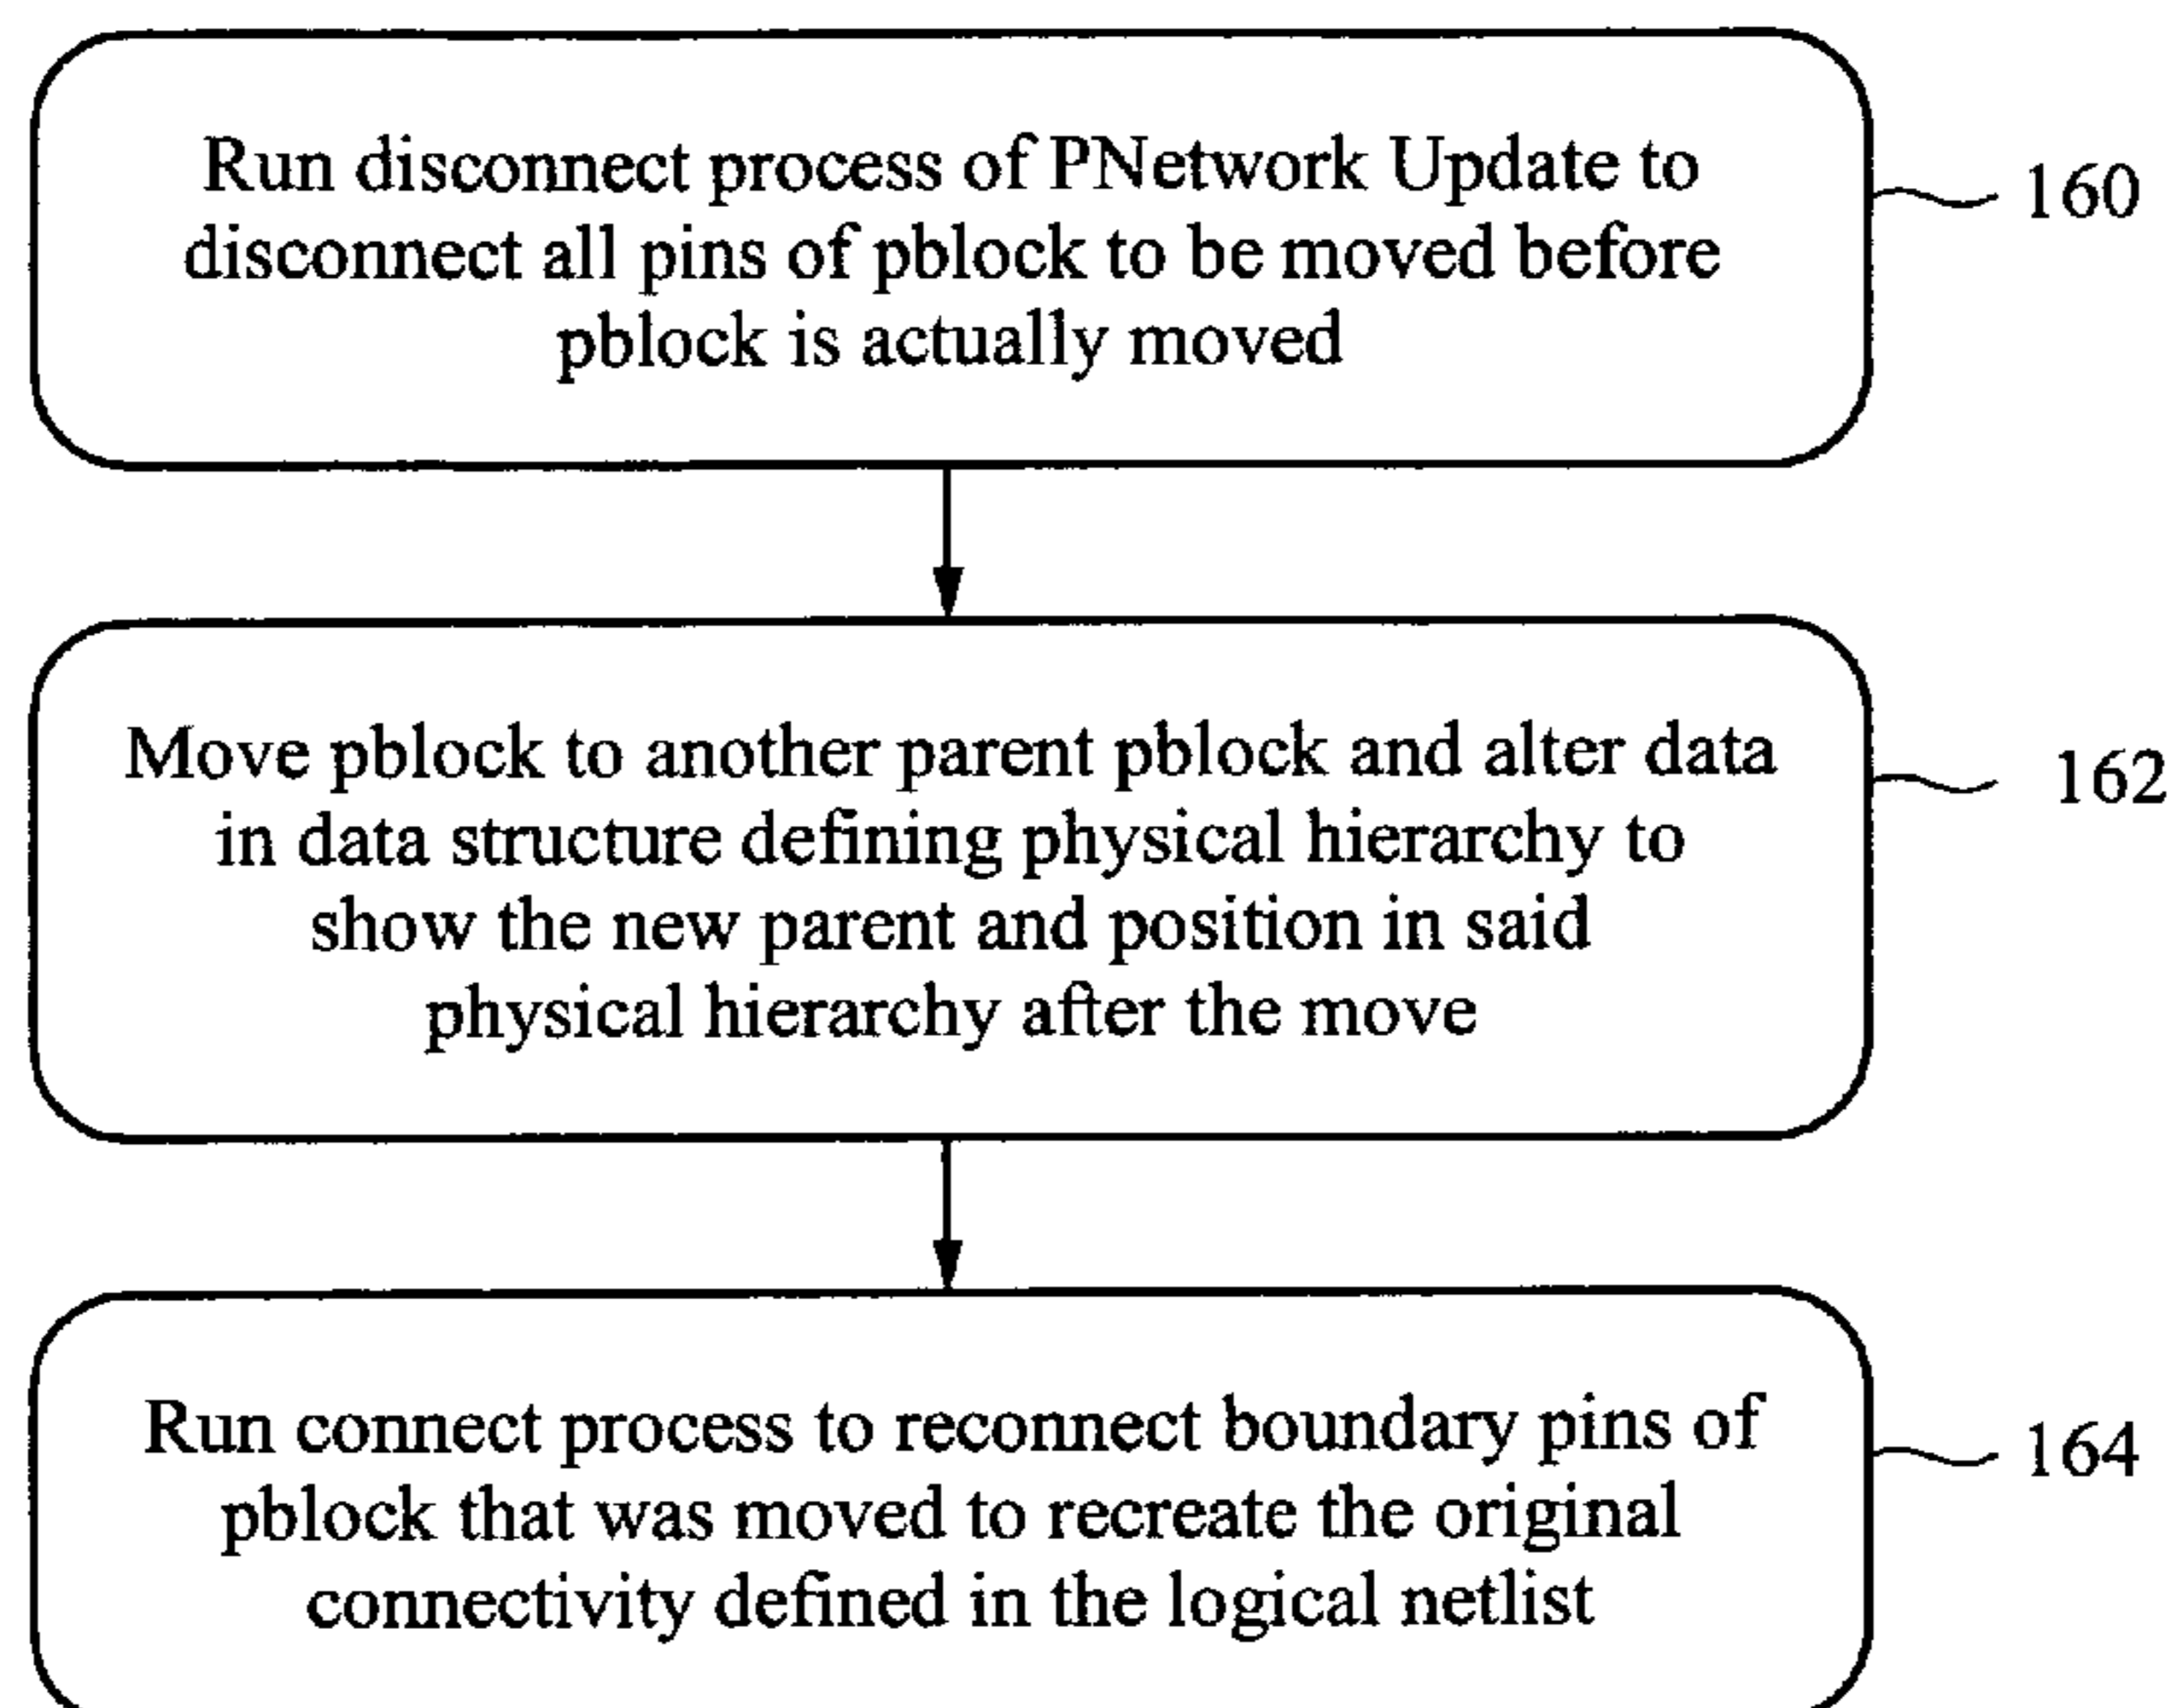 Run disconnect process of PNetwork Update to
disconnect all pins of pblock to be moved before
pblock is actually moved
160
Move pblock to another parent pblock and alter data
in data structure defining physical hierarchy to
show the new parent and position in said
physical hierarchy after the move
162
Run connect process to reconnect boundary pins of
pblock that was moved to recreate the original
connectivity defined in the logical netlist
164